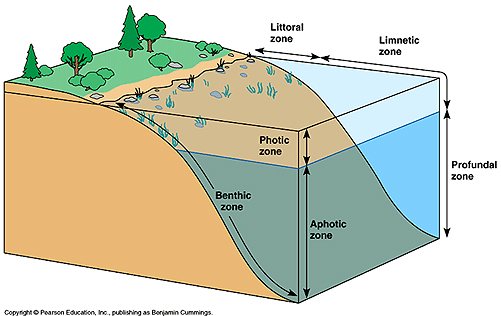 Littoral
zone
Limnetic
zone
Photic
zone
Profundal
zone
Benthic
zone
Aphotic
zone
Copyright © Pearson Education, Inc., publishing as Benjamin Cummings.